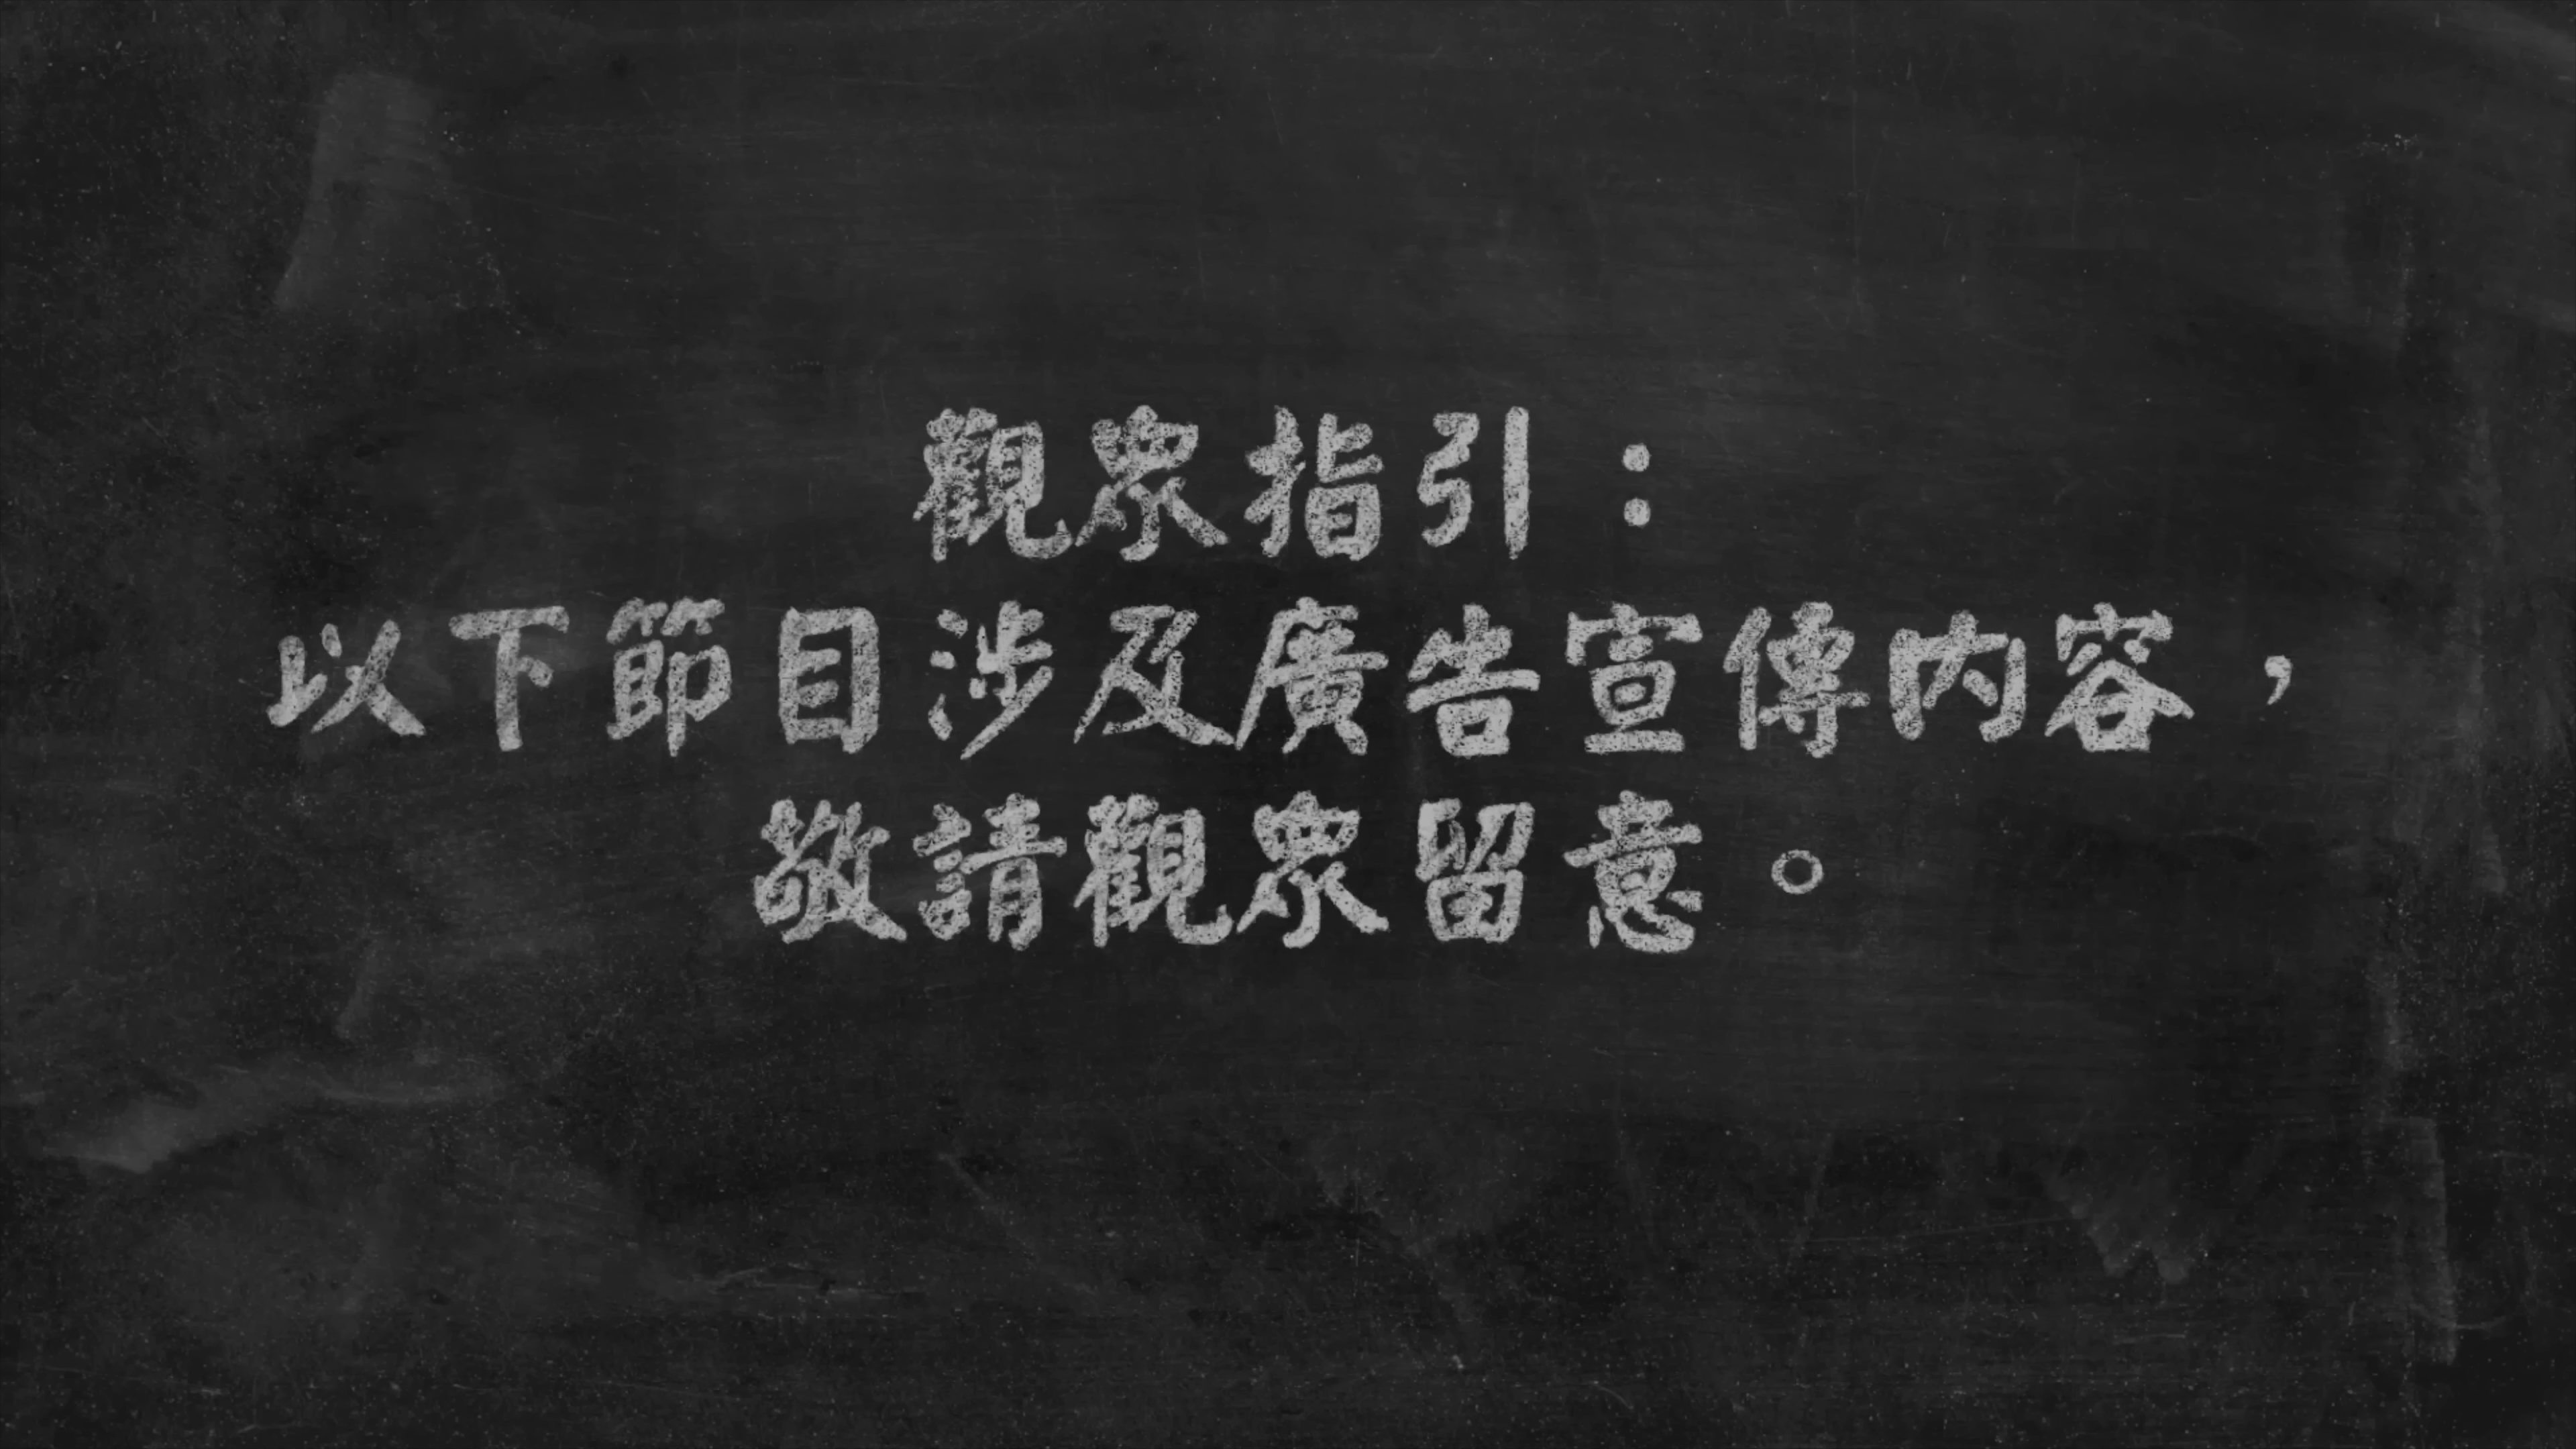 觀眾指引：
以下節目涉及廣告宣傳內容，
敬請觀眾留意。